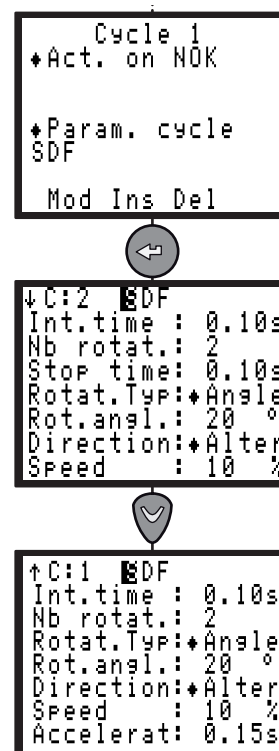 Cycle 1
♦Act. on NOK
♦Param. cycle
SDF
Mod Ins Del
↓C:2 SDF
Int.time : 0.10s
Nb rotat.: 2
Stop time: 0.10s
Rotat.Typ:♦Angle
Rot.angl.: 20 °
Direction:♦Alter
Speed : 10 %
↑C:1 SDF
Int.time : 0.10s
Nb rotat.: 2
Rotat.Typ:♦Angle
Rot.angl.: 20 °
Direction:♦Alter
Speed : 10 %
Accelerat: 0.15s